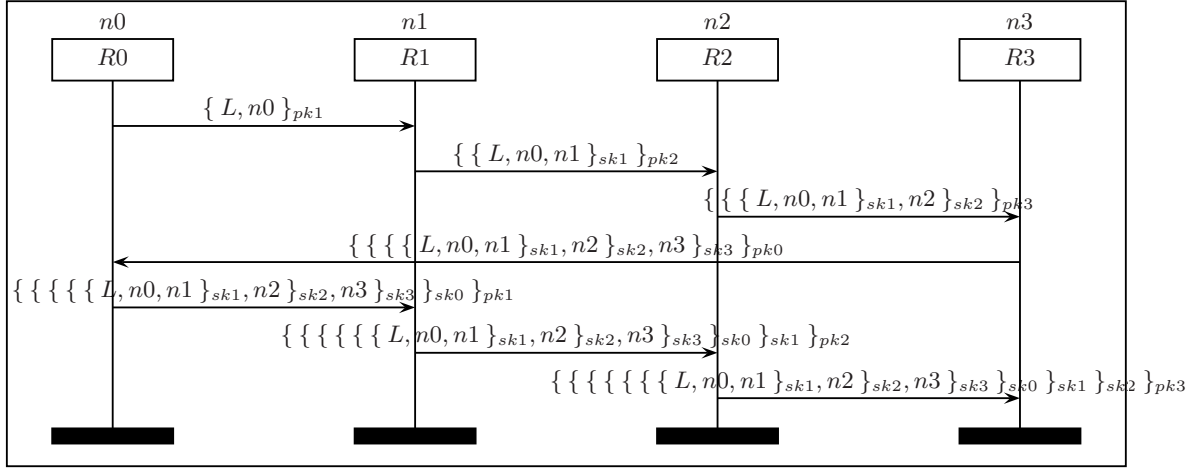 n0 n1 n2 n3
R0 R1 R2 R3
{ L, n0 }pk1
{ { L, n0, n1 }sk1 }pk2
{ { { L, n0, n1 }sk1, n2 }sk2 }pk3
{ { { { L, n0, n1 }sk1, n2 }sk2, n3 }sk3 }pk0
{ { { { { L, n0, n1 }sk1, n2 }sk2, n3 }sk3 }sk0 }pk1
{ { { { { { L, n0, n1 }sk1, n2 }sk2, n3 }sk3 }sk0 }sk1 }pk2
{ { { { { { { L, n0, n1 }sk1, n2 }sk2, n3 }sk3 }sk0 }sk1 }sk2 }pk3